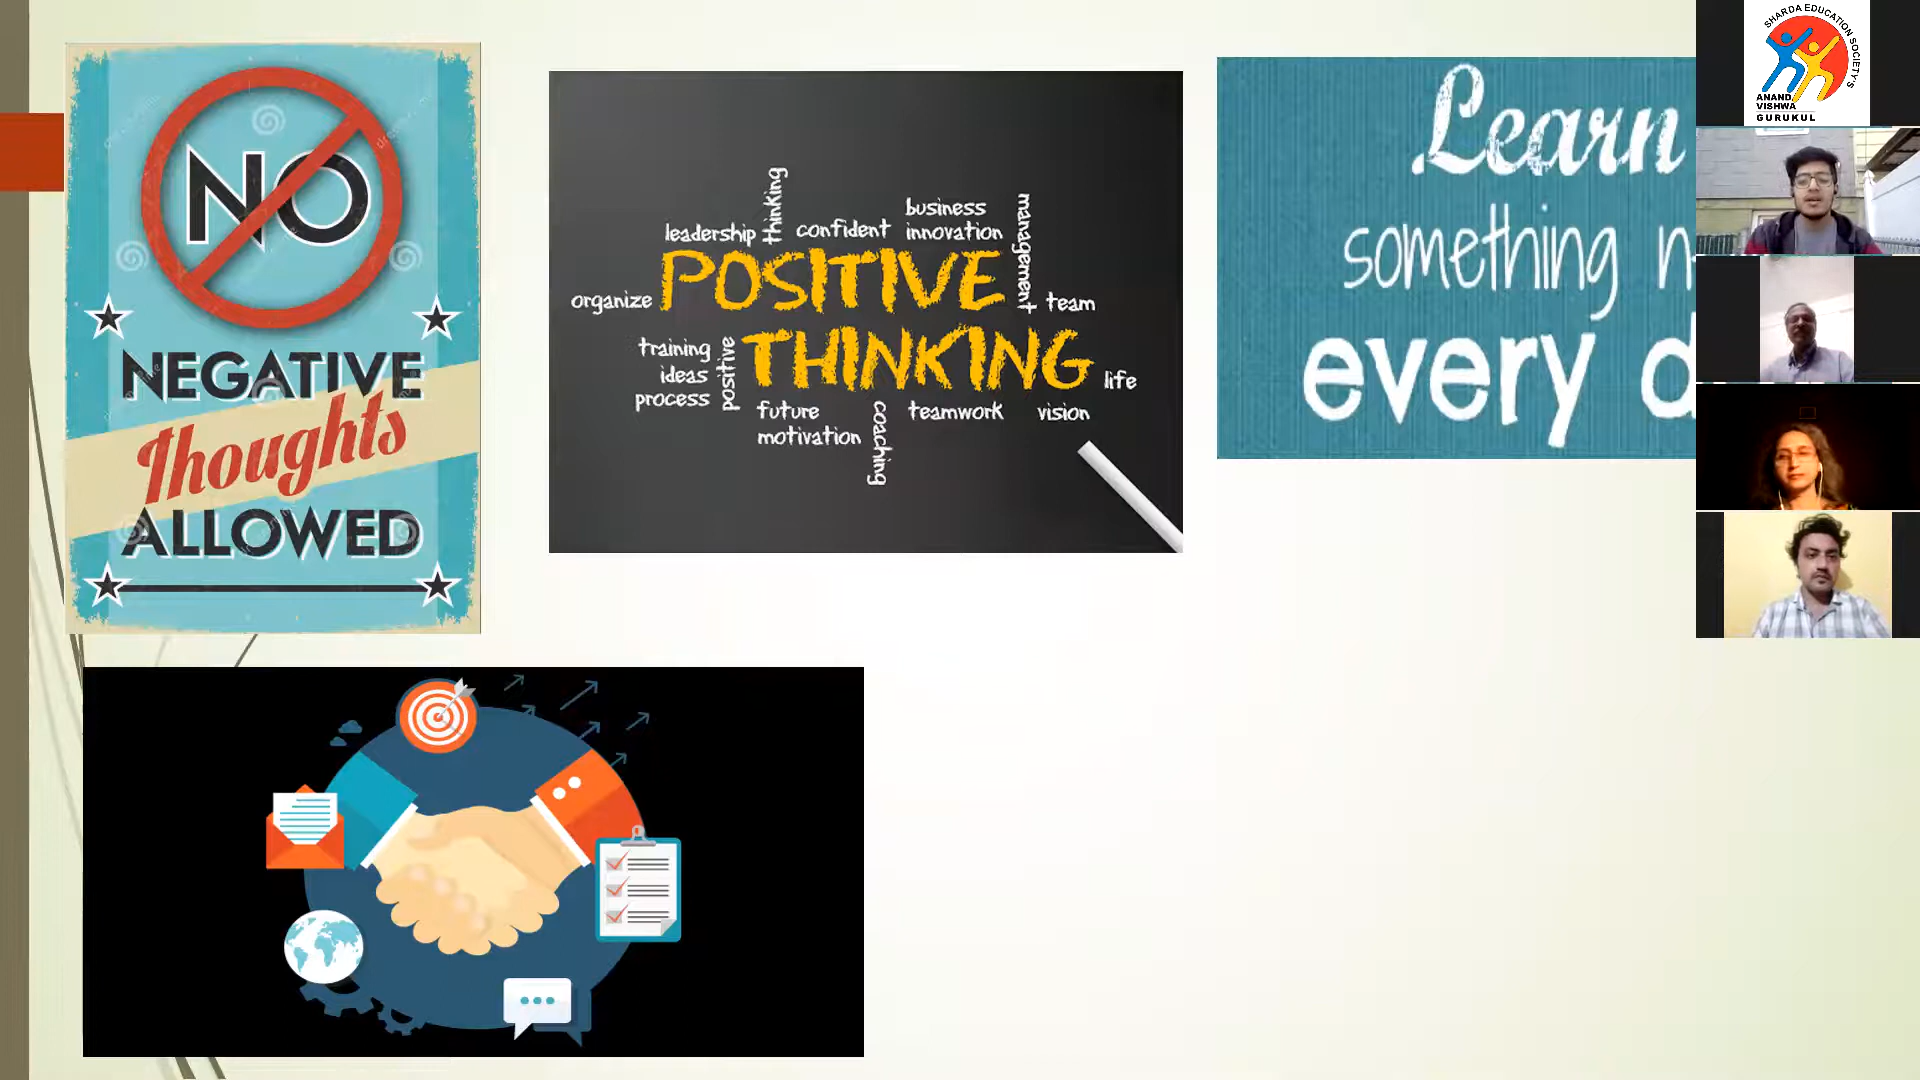 NO
NEGATIVE
Thoughts
ALLOWED
thinking
business
management
leadership
confident
innovation
POSITIVE
organize
team
training
positive
THINKING
ideas
process
life
future
coaching
teamwork
vision
motivation
Learn
something n
every d
SHARDA EDUCATION SOCIETY'S
ANAND
VISHWA
GURUKUL